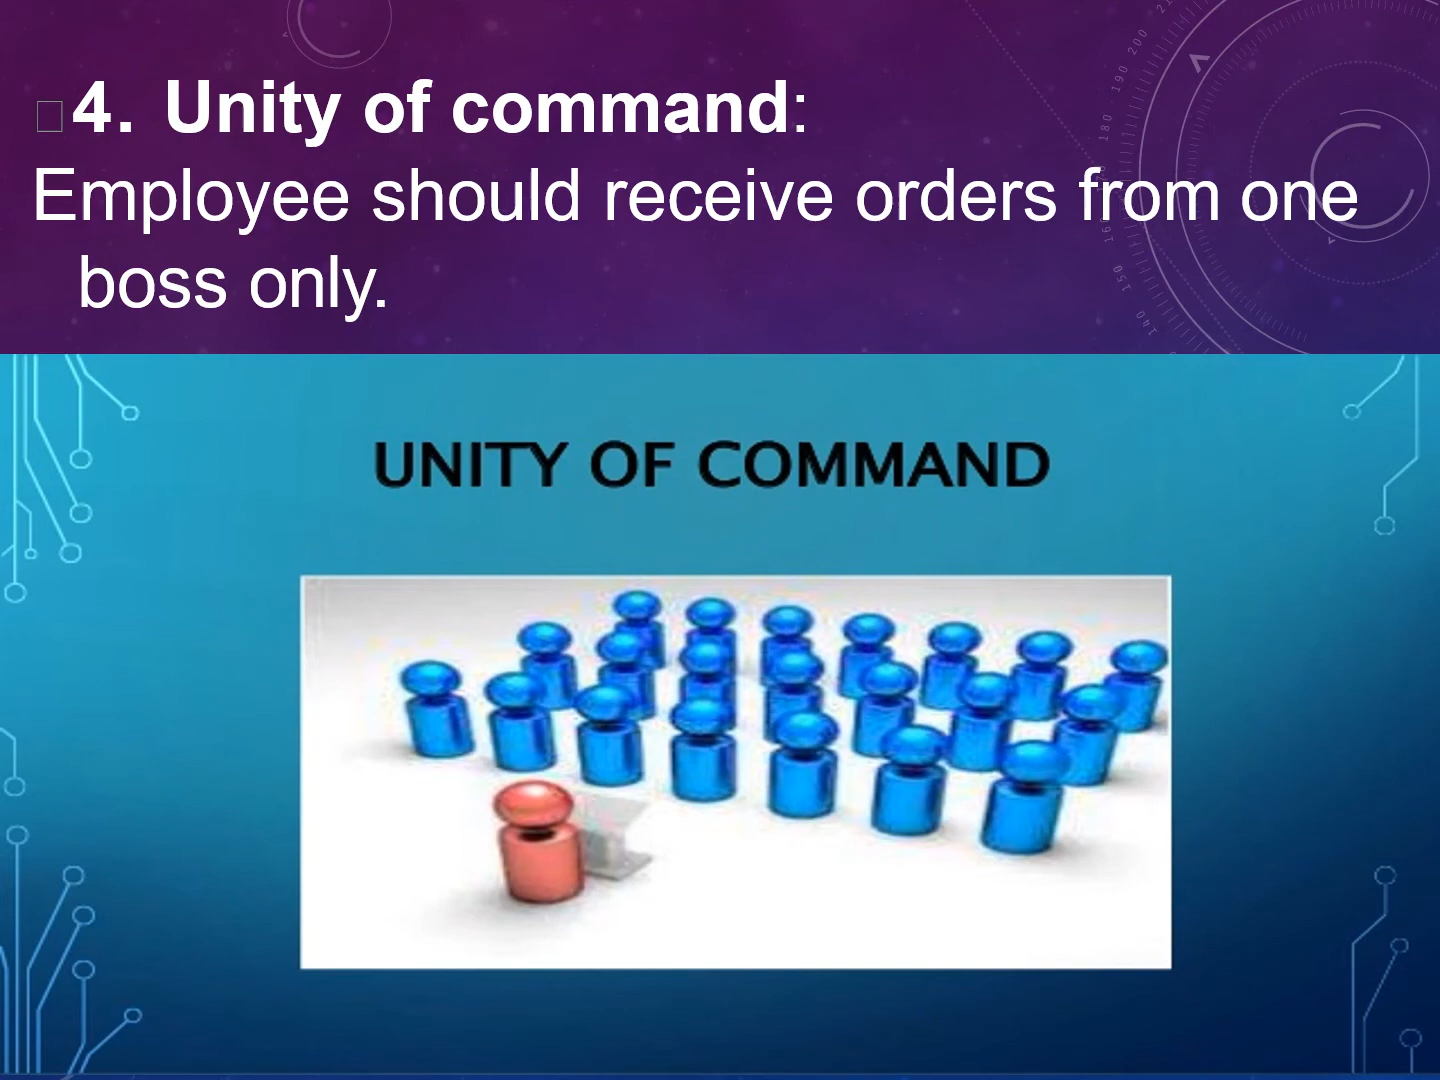 4. Unity of command:
Employee should receive orders from one
boss only.
UNITY OF COMMAND